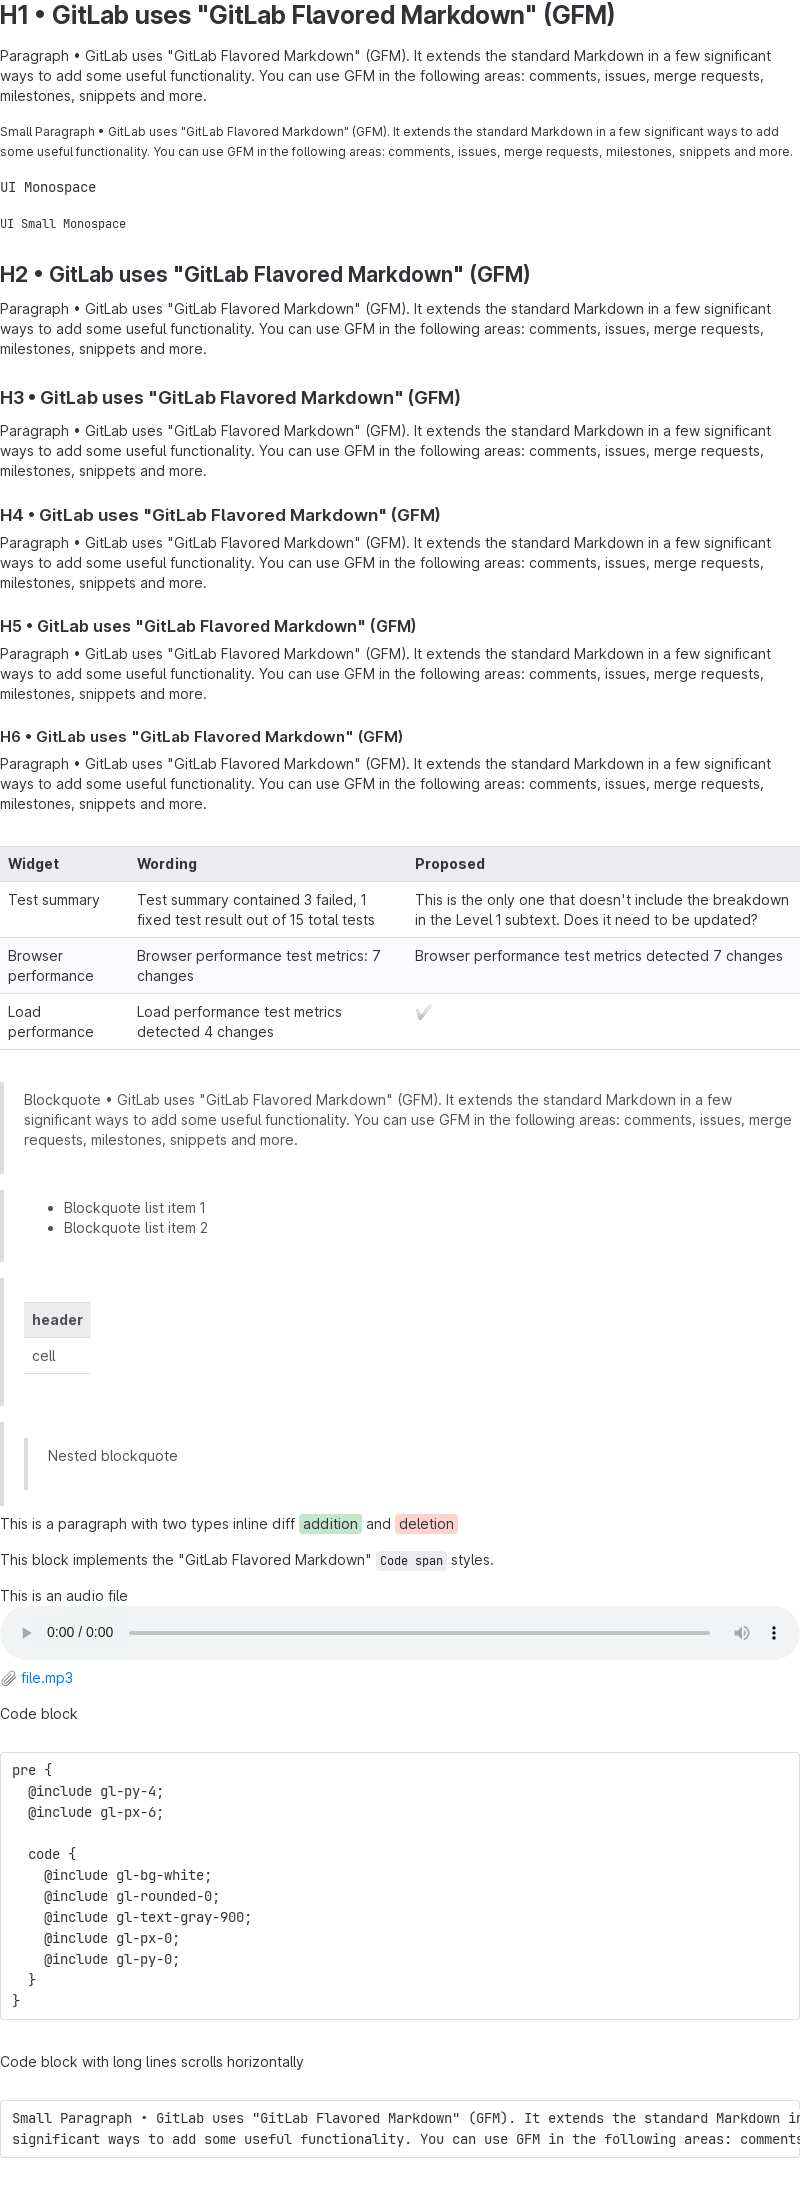 H1 • GitLab uses "GitLab Flavored Markdown" (GFM)
Paragraph • GitLab uses "GitLab Flavored Markdown" (GFM). It extends the standard Markdown in a few significant
ways to add some useful functionality. You can use GFM in the following areas: comments, issues, merge requests,
milestones, snippets and more.
Small Paragraph • GitLab uses "GitLab Flavored Markdown" (GFM). It extends the standard Markdown in a few significant ways to add
some useful functionality. You can use GFM in the following areas: comments, issues, merge requests, milestones, snippets and more.
UI Monospace
UI Small Monospace
H2 • GitLab uses "GitLab Flavored Markdown" (GFM)
Paragraph • GitLab uses "GitLab Flavored Markdown" (GFM). It extends the standard Markdown in a few significant
ways to add some useful functionality. You can use GFM in the following areas: comments, issues, merge requests,
milestones, snippets and more.
H3 • GitLab uses "GitLab Flavored Markdown" (GFM)
Paragraph • GitLab uses "GitLab Flavored Markdown" (GFM). It extends the standard Markdown in a few significant
ways to add some useful functionality. You can use GFM in the following areas: comments, issues, merge requests,
milestones, snippets and more.
H4 • GitLab uses "GitLab Flavored Markdown" (GFM)
Paragraph • GitLab uses "GitLab Flavored Markdown" (GFM). It extends the standard Markdown in a few significant
ways to add some useful functionality. You can use GFM in the following areas: comments, issues, merge requests,
milestones, snippets and more.
H5 • GitLab uses "GitLab Flavored Markdown" (GFM)
Paragraph • GitLab uses "GitLab Flavored Markdown" (GFM). It extends the standard Markdown in a few significant
ways to add some useful functionality. You can use GFM in the following areas: comments, issues, merge requests,
milestones, snippets and more.
H6 • GitLab uses "GitLab Flavored Markdown" (GFM)
Paragraph • GitLab uses "GitLab Flavored Markdown" (GFM). It extends the standard Markdown in a few significant
ways to add some useful functionality. You can use GFM in the following areas: comments, issues, merge requests,
milestones, snippets and more.
Widget Wording Proposed
Test summary Test summary contained 3 failed, 1 This is the only one that doesn't include the breakdown
fixed test result out of 15 total tests in the Level 1 subtext. Does it need to be updated?
Browser Browser performance test metrics: 7 Browser performance test metrics detected 7 changes
performance changes
Load Load performance test metrics ✔
performance detected 4 changes
Blockquote • GitLab uses "GitLab Flavored Markdown" (GFM). It extends the standard Markdown in a few
significant ways to add some useful functionality. You can use GFM in the following areas: comments, issues, merge
requests, milestones, snippets and more.
• Blockquote list item 1
• Blockquote list item 2
header
cell
Nested blockquote
This is a paragraph with two types inline diff addition and deletion
This block implements the "GitLab Flavored Markdown" Code span styles.
This is an audio file
0:00 / 0:00
file.mp3
Code block
pre {
  @include gl-py-4;
  @include gl-px-6;
  code {
    @include gl-bg-white;
    @include gl-rounded-0;
    @include gl-text-gray-900;
    @include gl-px-0;
    @include gl-py-0;
  }
}
Code block with long lines scrolls horizontally
Small Paragraph • GitLab uses "GitLab Flavored Markdown" (GFM). It extends the standard Markdown in
significant ways to add some useful functionality. You can use GFM in the following areas: comments